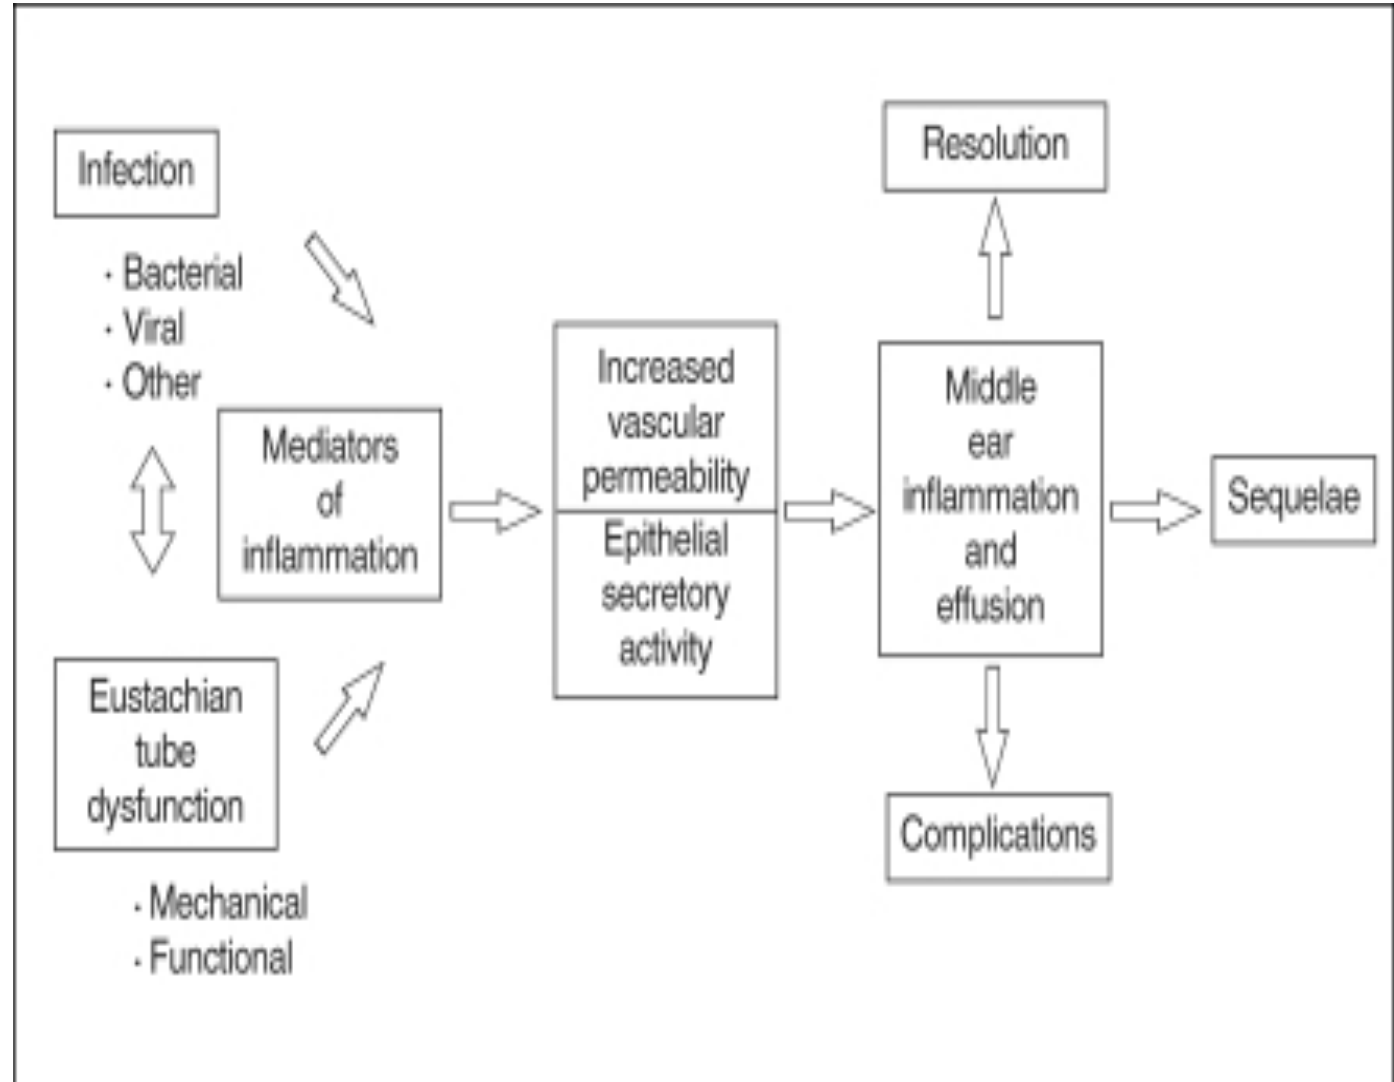 Infection
· Bacterial
· Viral
· Other
Mediators
of
inflammation
Eustachian
tube
dysfunction
· Mechanical
· Functional
Increased
vascular
permeability
Epithelial
secretory
activity
Middle
ear
inflammation
and
effusion
Resolution
Sequelae
Complications